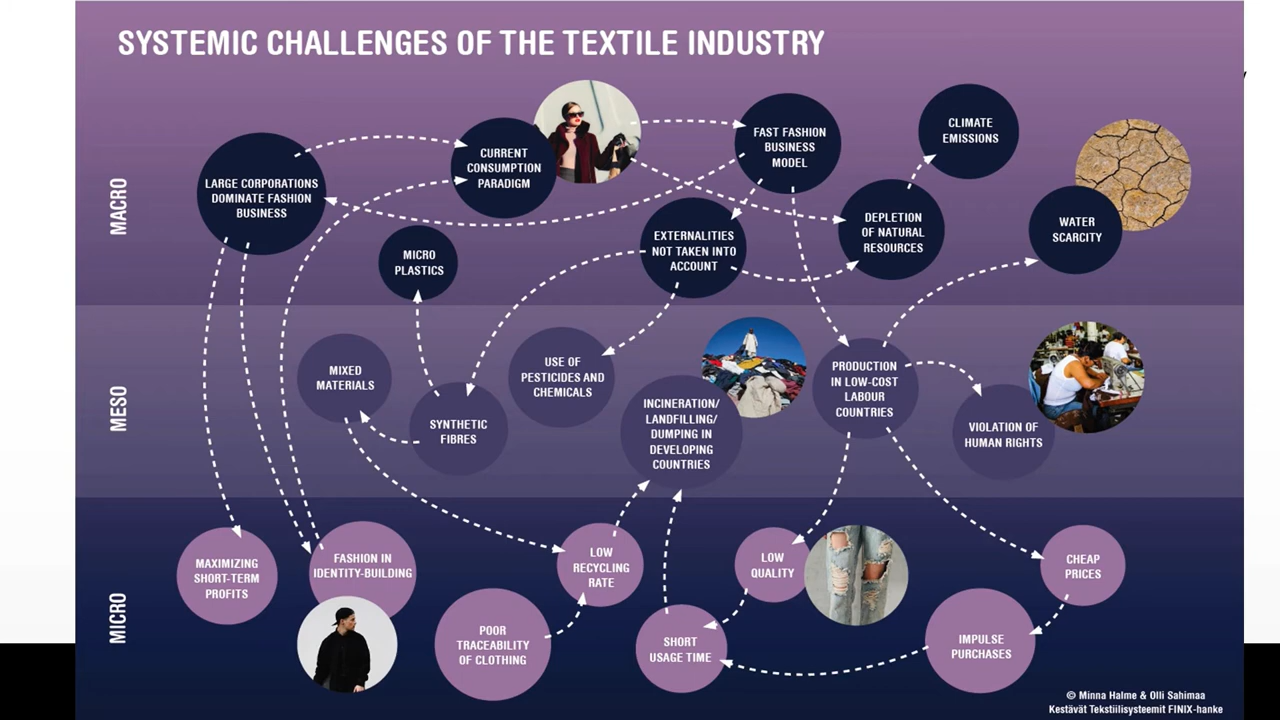 SYSTEMIC CHALLENGES OF THE TEXTILE INDUSTRY
MACRO
LARGE CORPORATIONS
DOMINATE FASHION
BUSINESS
CURRENT
CONSUMPTION
PARADIGM
FAST FASHION
BUSINESS
MODEL
CLIMATE
EMISSIONS
MICRO
PLASTICS
EXTERNALITIES
NOT TAKEN INTO
ACCOUNT
DEPLETION
OF NATURAL
RESOURCES
WATER
SCARCITY
MESO
MIXED
MATERIALS
SYNTHETIC
FIBRES
USE OF
PESTICIDES AND
CHEMICALS
INCINERATION/
LANDFILLING/
DUMPING IN
DEVELOPING
COUNTRIES
PRODUCTION
IN LOW-COST
LABOUR
COUNTRIES
VIOLATION OF
HUMAN RIGHTS
MICRO
MAXIMIZING
SHORT-TERM
PROFITS
FASHION IN
IDENTITY-BUILDING
POOR
TRACEABILITY
OF CLOTHING
LOW
RECYCLING
RATE
SHORT
USAGE TIME
LOW
QUALITY
IMPULSE
PURCHASES
CHEAP
PRICES
© Minna Halme & Olli Sahimaa
Kestävät Tekstiilisysteemit FINIX-hanke